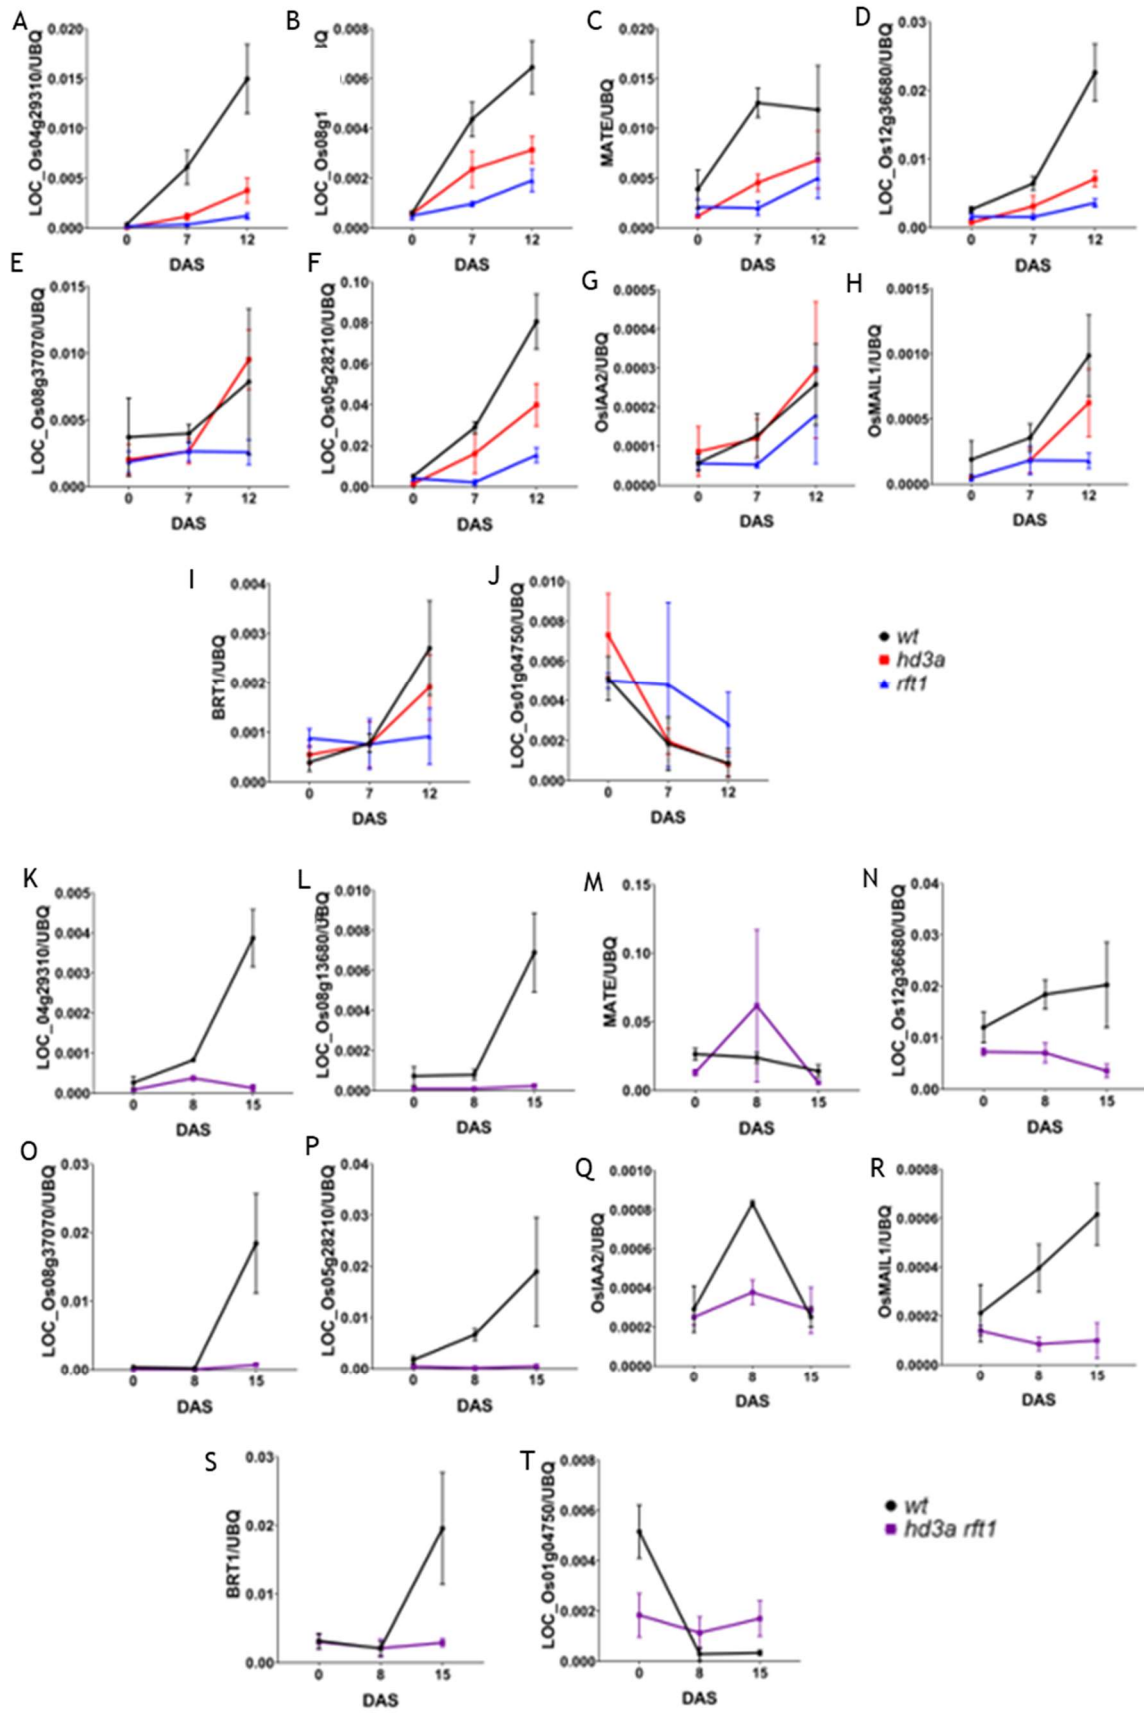 A
LOC_Os04g29310/UBQ
0.020
0.015
0.010
0.005
0.000
0 7 12
DAS
B
0.008
.006
0.004
0.002
0.000
LOC_Os08g1
0 7 12
DAS
C
MATE/UBQ
0.020
0.015
0.010
0.005
0.000
0 7 12
DAS
D
LOC_Os12g36680/UBQ
0.03
0.02
0.01
0.00
0 7 12
DAS
E
LOC_Os08g37070/UBQ
0.015
0.010
0.005
0.000
0 7 12
DAS
F
LOC_Os05g28210/UBQ
0.10
0.08
0.06
0.04
0.02
0.00
0 7 12
DAS
G
OsIAA2/UBQ
0.0005
0.0004
0.0003
0.0002
0.0001
0.0000
0 7 12
DAS
H
OsMAIL1/UBQ
0.0015
0.0010
0.0005
0.0000
0 7 12
DAS
I
BRT1/UBQ
0.004
0.003
0.002
0.001
0.000
0 7 12
DAS
J
LOC_Os01g04750/UBQ
0.010
0.008
0.006
0.004
0.002
0.000
0 7 12
DAS
wt
hd3a
rft1
K
LOC_04g29310/UBQ
0.005
0.004
0.003
0.002
0.001
0.000
0 8 15
DAS
L
LOC_Os08g13680/UBQ
0.010
0.008
0.006
0.004
0.002
0.000
0 8 15
DAS
M
MATE/UBQ
0.15
0.10
0.05
0.00
0 8 15
DAS
N
LOC_Os12g36680/UBQ
0.04
0.03
0.02
0.01
0.00
0 8 15
DAS
O
LOC_Os08g37070/UBQ
0.03
0.02
0.01
0.00
0 8 15
DAS
P
LOC_Os05g28210/UBQ
0.04
0.03
0.02
0.01
0.00
0 8 15
DAS
Q
OsIAA2/UBQ
0.0010
0.0008
0.0006
0.0004
0.0002
0.0000
0 8 15
DAS
R
OsMAIL1/UBQ
0.0008
0.0006
0.0004
0.0002
0.0000
0 8 15
DAS
S
BRT1/UBQ
0.03
0.02
0.01
0.00
0 8 15
DAS
T
LOC_Os01g04750/UBQ
0.008
0.006
0.004
0.002
0.000
0 8 15
DAS
wt
hd3a rft1